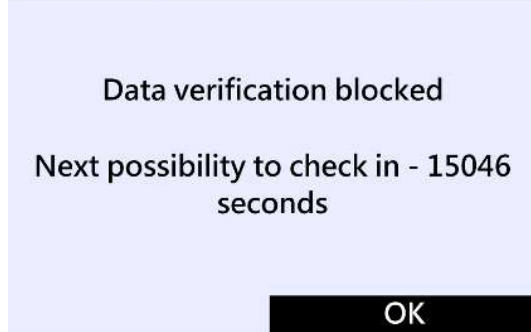 Data verification blocked
Next possibility to check in - 15046
seconds
OK